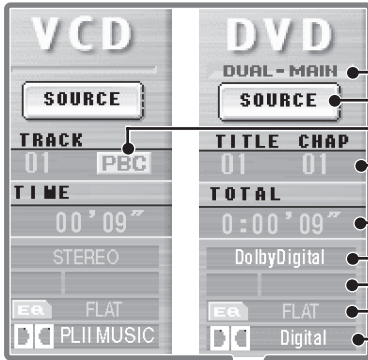 VCD
SOURCE
TRACK
01 PBC
TIME
00'09"
STEREO
EQ FLAT
PLII MUSIC
DVD
DUAL-MAIN
SOURCE
TITLE CHAP
01 01
TOTAL
0:00'09"
DolbyDigital
EQ FLAT
Digital